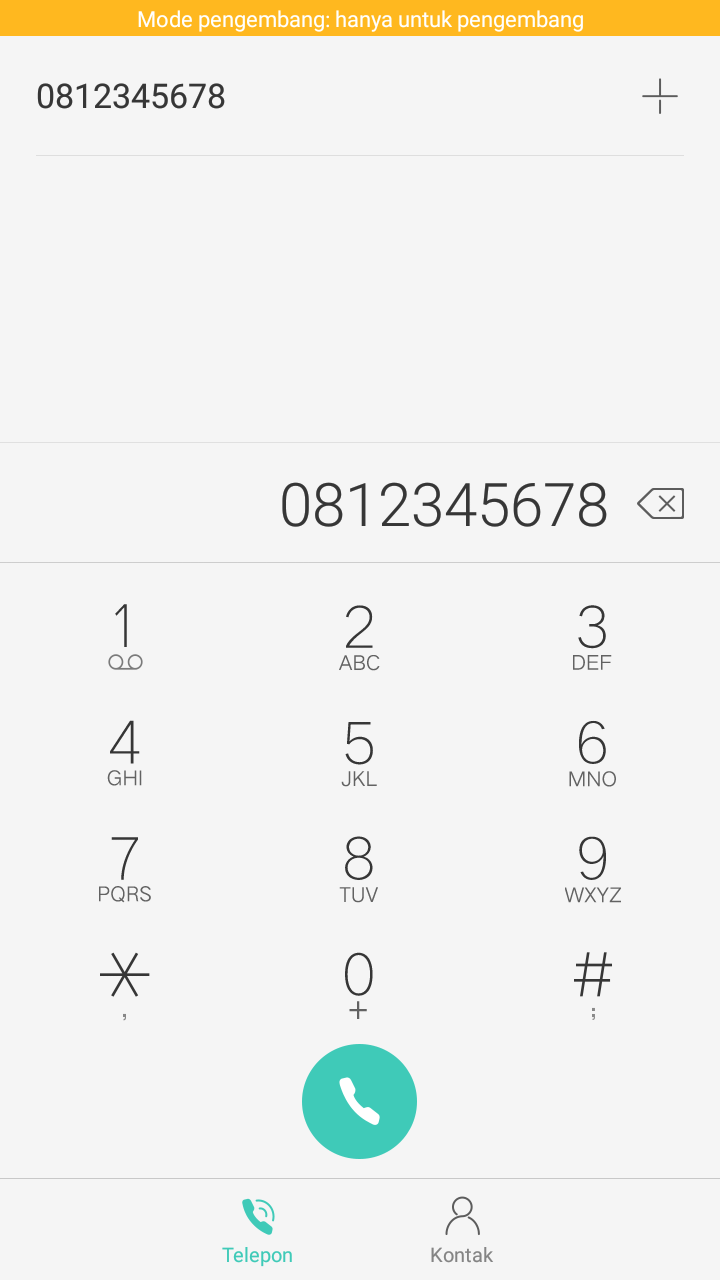 Mode pengembang: hanya untuk pengembang
0812345678
0812345678
1 2 3
ABC DEF
4 5 6
GHI JKL MNO
7 8 9
PQRS TUV WXYZ
* 0 #
, + ;
Telepon Kontak